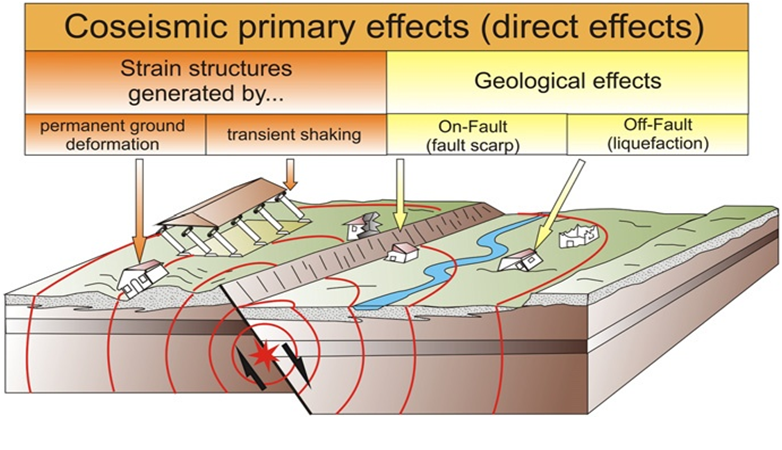 Coseismic primary effects (direct effects)
Strain structures
generated by...
Geological effects
permanent ground
deformation
transient shaking
On-Fault
(fault scarp)
Off-Fault
(liquefaction)